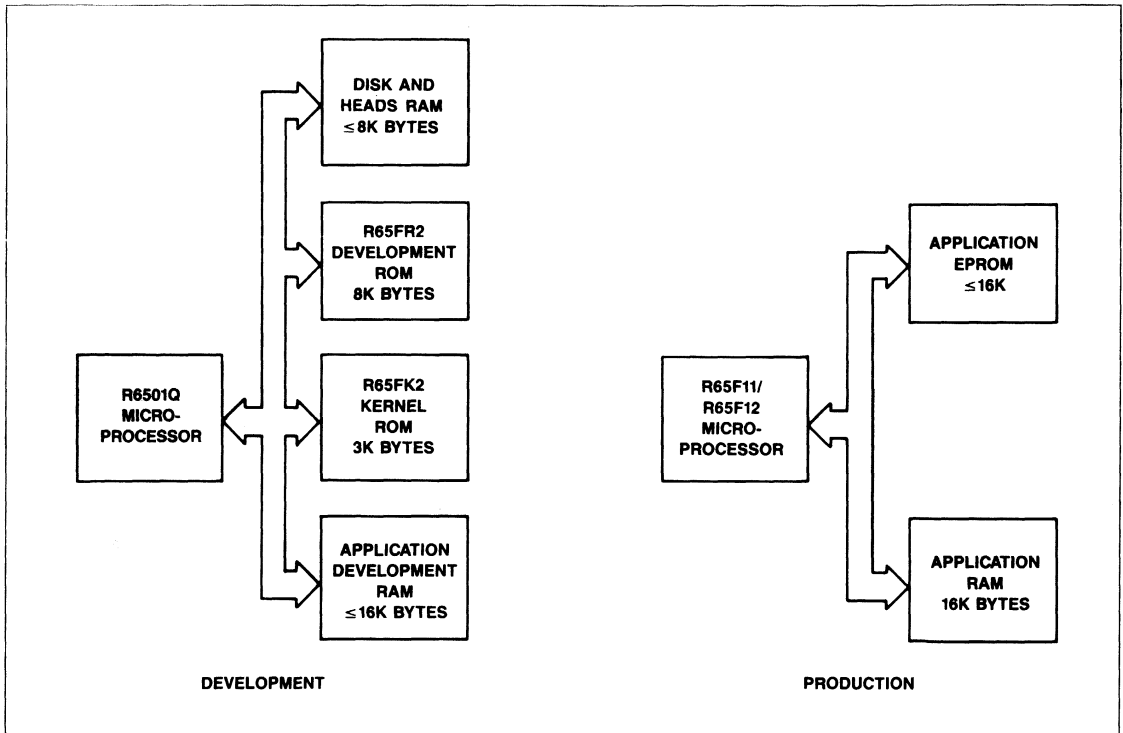 DISK AND
HEADS RAM
≤8K BYTES
R65FR2
DEVELOPMENT
ROM
8K BYTES
R6501Q
MICRO-
PROCESSOR
R65FK2
KERNEL
ROM
3K BYTES
APPLICATION
DEVELOPMENT
RAM
≤16K BYTES
DEVELOPMENT
APPLICATION
EPROM
≤16K
R65F11/
R65F12
MICRO-
PROCESSOR
APPLICATION
RAM
16K BYTES
PRODUCTION